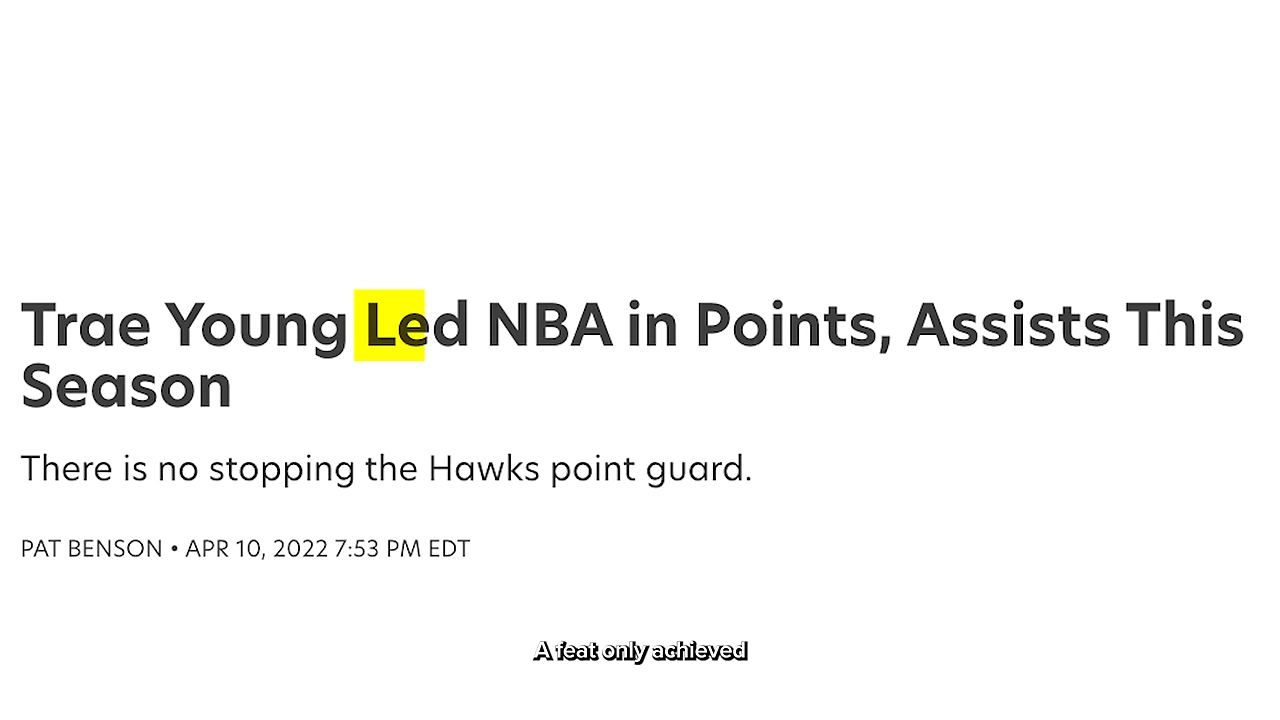 Trae Young Led NBA in Points, Assists This
Season
There is no stopping the Hawks point guard.
PAT BENSON • APR 10, 2022 7:53 PM EDT
A feat only achieved